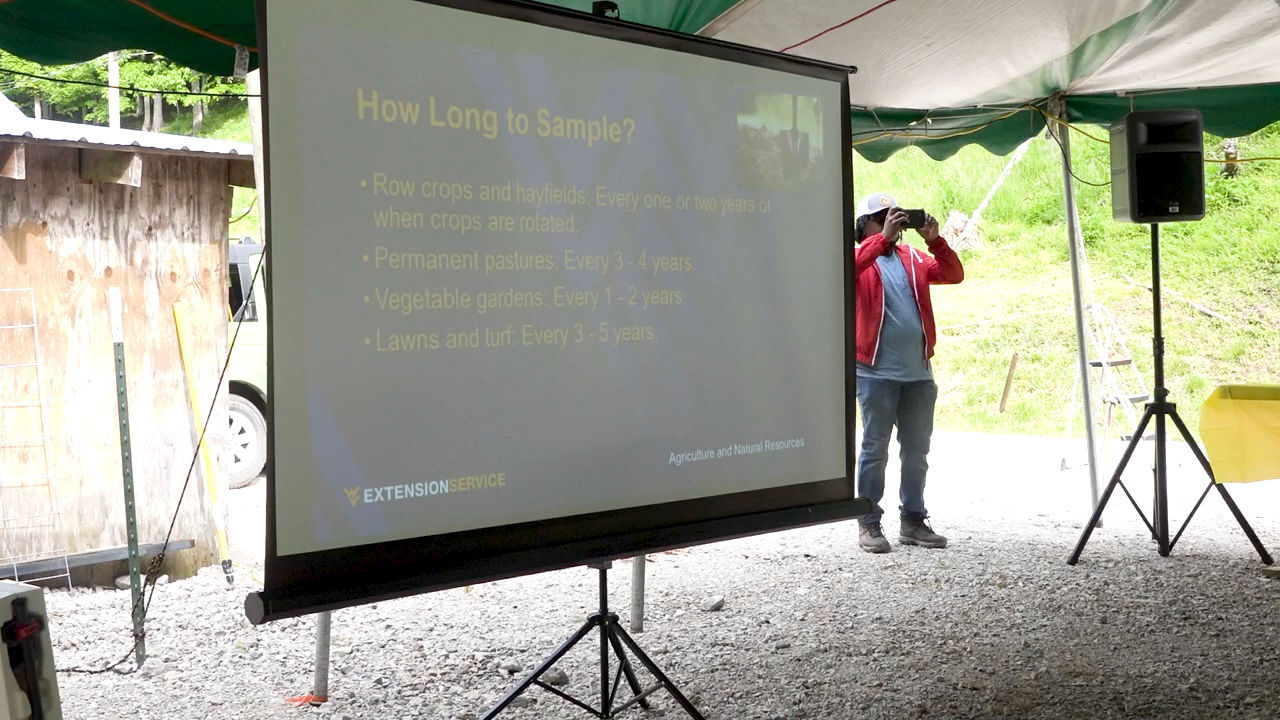 How Long to Sample?
• Row crops and hayfields: Every one or two years or
when crops are rotated.
• Permanent pastures: Every 3 - 4 years.
• Vegetable gardens: Every 1 - 2 years.
• Lawns and turf: Every 3 - 5 years.
Agriculture and Natural Resources
WV EXTENSIONSERVICE